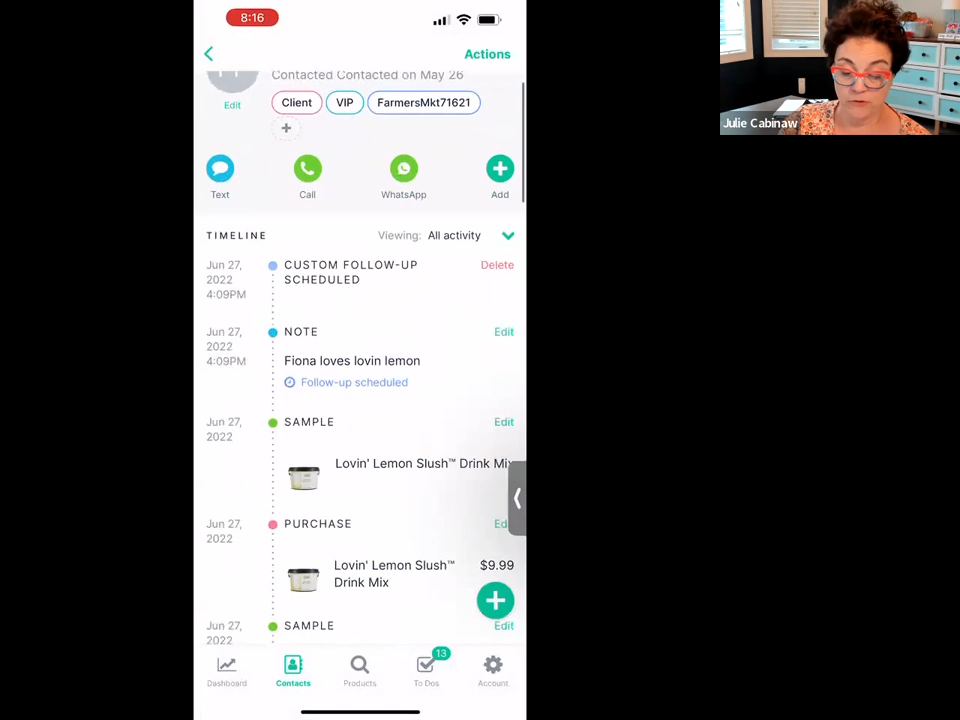 8:16
Actions
Contacted Contacted on May 26
Edit
Client
VIP
FarmersMkt71621
Text
Call
WhatsApp
Add
TIMELINE
Viewing: All activity
Jun 27,
2022
4:09PM
CUSTOM FOLLOW-UP
SCHEDULED
Delete
Jun 27,
2022
4:09PM
NOTE
Edit
Fiona loves lovin lemon
Follow-up scheduled
Jun 27,
2022
SAMPLE
Edit
Lovin' Lemon Slush™ Drink Mix
Jun 27,
2022
PURCHASE
Ed
Lovin' Lemon Slush™
Drink Mix
$9.99
Jun 27,
2022
SAMPLE
Edit
Dashboard
Contacts
Products
13
To Dos
Account
Julie Cabinaw